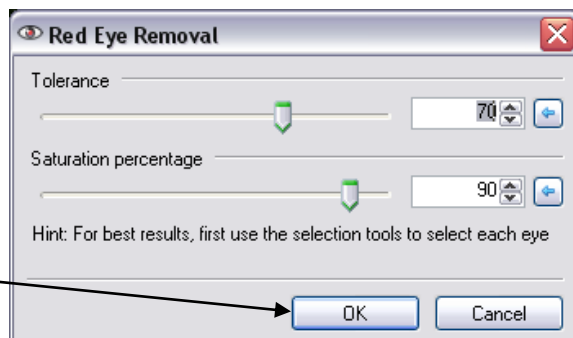 Red Eye Removal
Tolerance
70
Saturation percentage
90
Hint: For best results, first use the selection tools to select each eye
OK Cancel